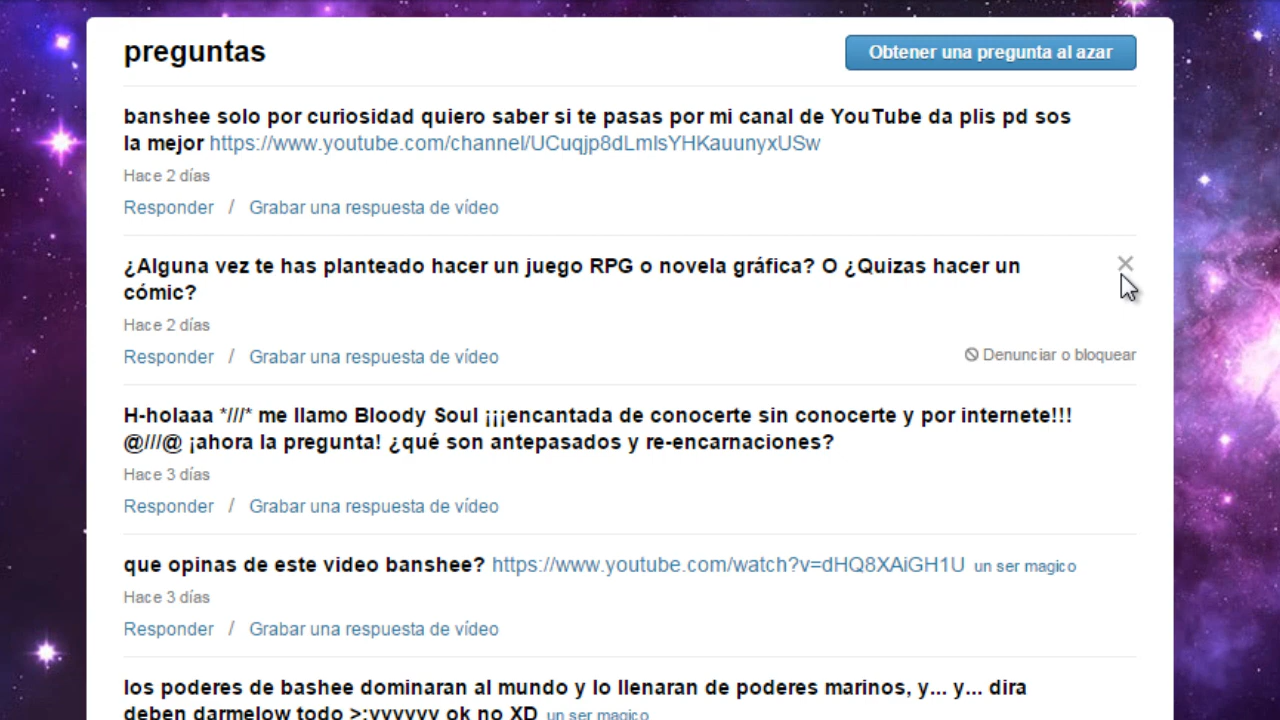 preguntas
Obtener una pregunta al azar
banshee solo por curiosidad quiero saber si te pasas por mi canal de YouTube da plis pd sos
la mejor https://www.youtube.com/channel/UCuqjp8dLmlsYHKauunyxUSw
Hace 2 días
Responder / Grabar una respuesta de vídeo
¿Alguna vez te has planteado hacer un juego RPG o novela gráfica? O ¿Quizas hacer un
cómic?
Hace 2 días
Responder / Grabar una respuesta de vídeo
Denunciar o bloquear
H-holaaa *///* me llamo Bloody Soul ¡¡¡encantada de conocerte sin conocerte y por internete!!!
@///@ ¡ahora la pregunta! ¿qué son antepasados y re-encarnaciones?
Hace 3 días
Responder / Grabar una respuesta de vídeo
que opinas de este video banshee? https://www.youtube.com/watch?v=dHQ8XAiGH1U un ser magico
Hace 3 días
Responder / Grabar una respuesta de vídeo
los poderes de bashee dominaran al mundo y lo llenaran de poderes marinos, y... y... dira
deben darmelow todo >:vvvvvv ok no XD un ser magico